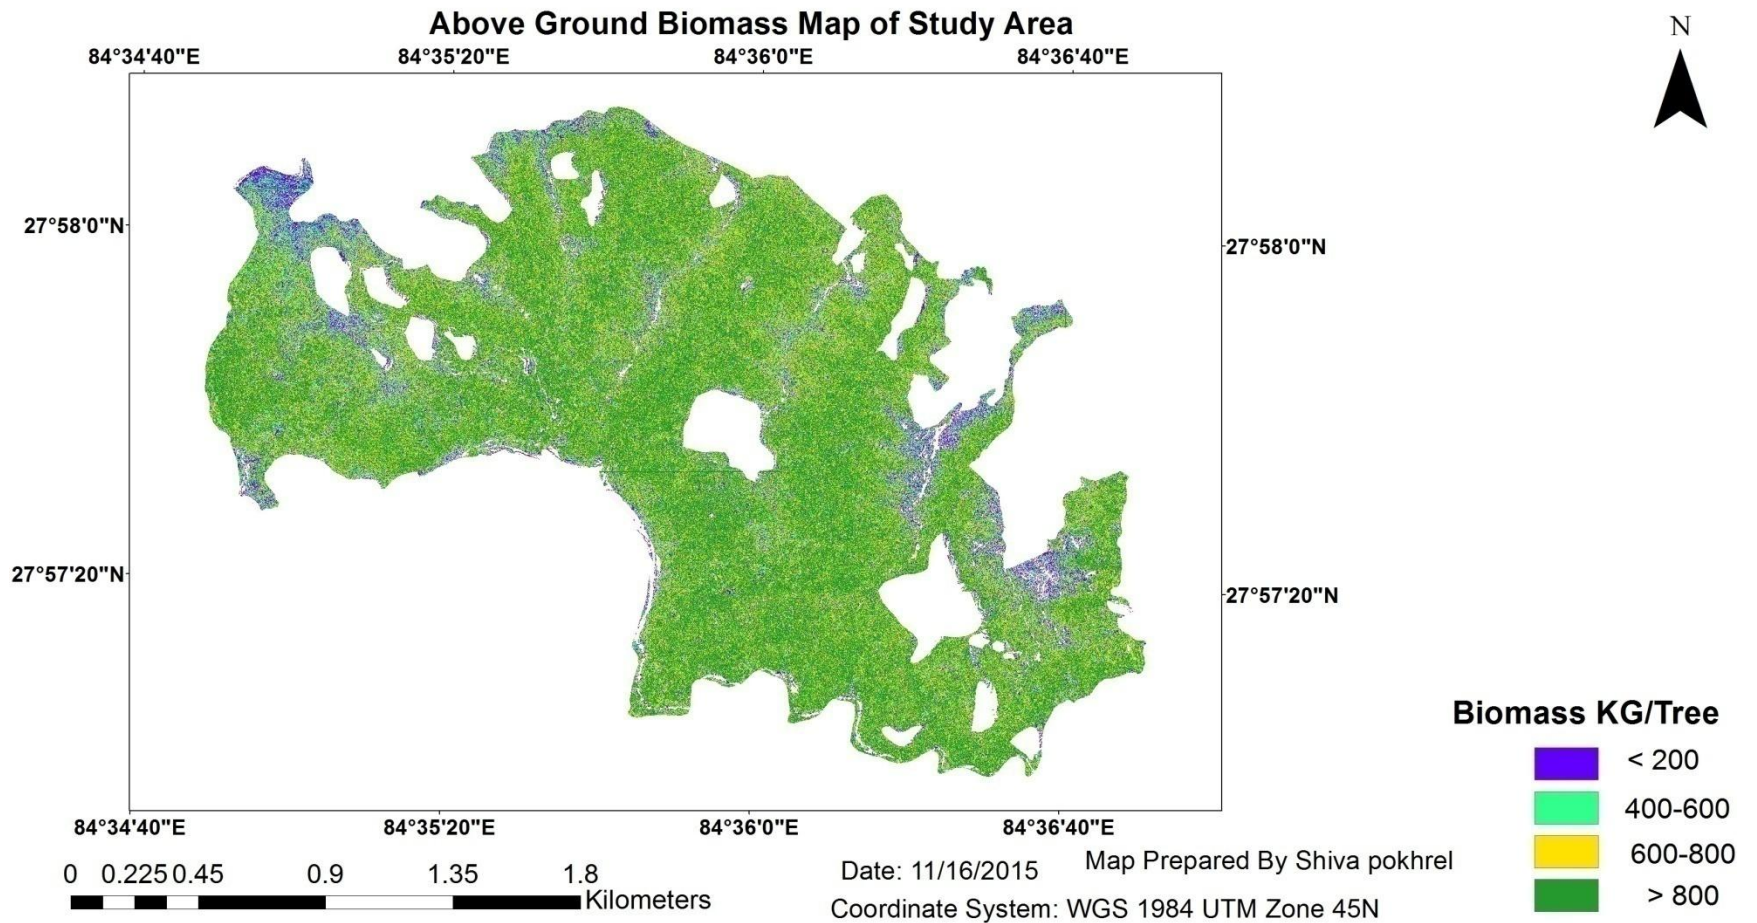 Above Ground Biomass Map of Study Area
N
84°34'40"E 84°35'20"E 84°36'0"E 84°36'40"E
27°58'0"N
27°58'0"N
27°57'20"N
27°57'20"N
Biomass KG/Tree
< 200
400-600
600-800
> 800
84°34'40"E 84°35'20"E 84°36'0"E 84°36'40"E
0 0.225 0.45 0.9 1.35 1.8
Kilometers
Date: 11/16/2015 Map Prepared By Shiva pokhrel
Coordinate System: WGS 1984 UTM Zone 45N